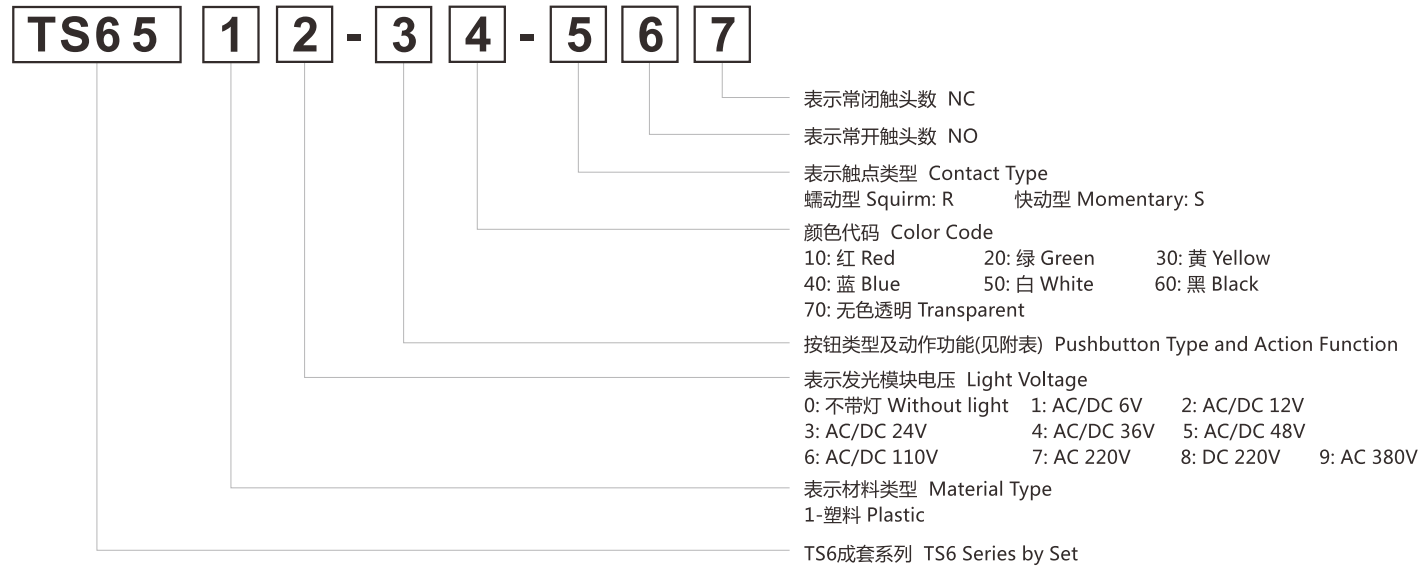 TS65 1 2 - 3 4 - 5 6 7
表示常闭触头数 NC
表示常开触头数 NO
表示触点类型 Contact Type
蠕动型 Squirm: R 快动型 Momentary: S
颜色代码 Color Code
10: 红 Red 20: 绿 Green 30: 黄 Yellow
40: 蓝 Blue 50: 白 White 60: 黑 Black
70: 无色透明 Transparent
按钮类型及动作功能(见附表) Pushbutton Type and Action Function
表示发光模块电压 Light Voltage
0: 不带灯 Without light 1: AC/DC 6V 2: AC/DC 12V
3: AC/DC 24V 4: AC/DC 36V 5: AC/DC 48V
6: AC/DC 110V 7: AC 220V 8: DC 220V 9: AC 380V
表示材料类型 Material Type
1-塑料 Plastic
TS6成套系列 TS6 Series by Set